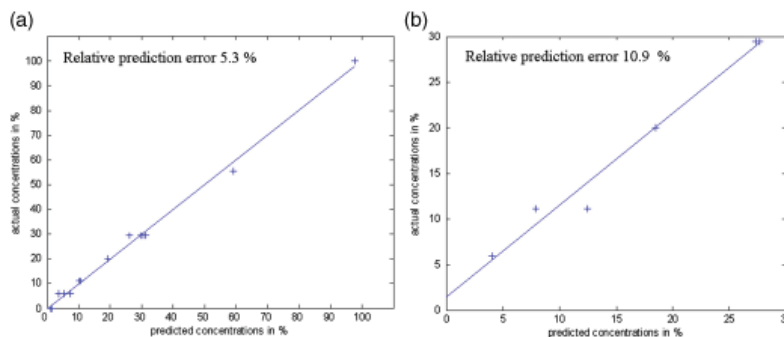 (a)
Relative prediction error 5.3 %
actual concentrations in %
100
90
80
70
60
50
40
30
20
10
0
0 10 20 30 40 50 60 70 80 90 100
predicted concentrations in %
(b)
Relative prediction error 10.9 %
actual concentrations in %
30
25
20
15
10
5
0
0 5 10 15 20 25 30
predicted concentrations in %